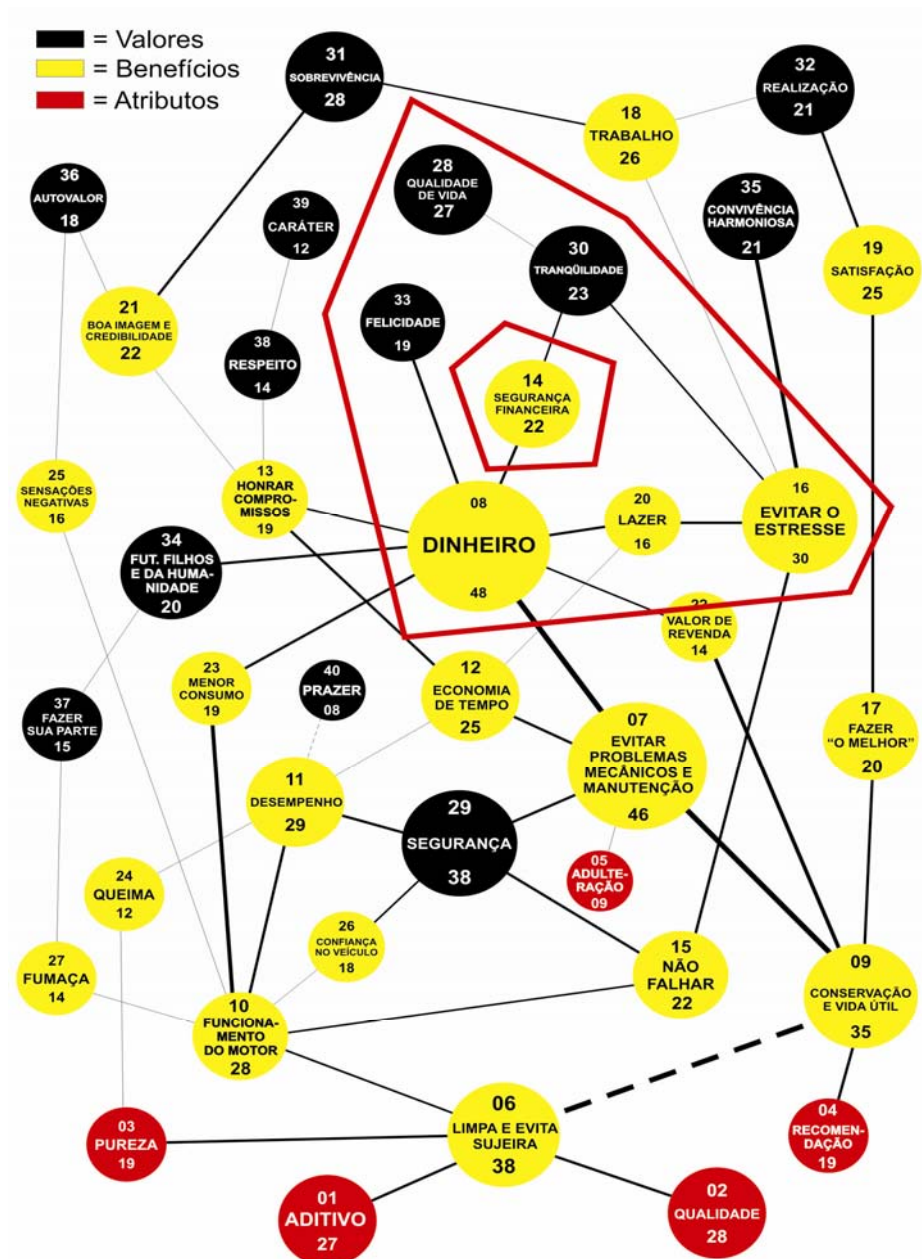 = Valores
= Benefícios
= Atributos
31
SOBREVIVÊNCIA
28
32
REALIZAÇÃO
21
18
TRABALHO
26
36
AUTOVALOR
18
28
QUALIDADE
DE VIDA
27
35
CONVIVÊNCIA
HARMONIOSA
21
39
CARÁTER
12
30
TRANQÜILIDADE
23
19
SATISFAÇÃO
25
21
BOA IMAGEM E
CREDIBILIDADE
22
33
FELICIDADE
19
38
RESPEITO
14
14
SEGURANÇA
FINANCEIRA
22
25
SENSAÇÕES
NEGATIVAS
16
13
HONRAR
COMPRO-
MISSOS
19
08
DINHEIRO
48
20
LAZER
16
16
EVITAR O
ESTRESSE
30
34
FUT. FILHOS
E DA HUMA-
NIDADE
20
22
VALOR DE
REVENDA
14
23
MENOR
CONSUMO
19
40
PRAZER
08
12
ECONOMIA
DE TEMPO
25
37
FAZER
SUA PARTE
15
07
EVITAR
PROBLEMAS
MECÂNICOS E
MANUTENÇÃO
46
17
FAZER
“O MELHOR”
20
11
DESEMPENHO
29
29
SEGURANÇA
38
05
ADULTE-
RAÇÃO
09
24
QUEIMA
12
26
CONFIANÇA
NO VEÍCULO
18
27
FUMAÇA
14
15
NÃO
FALHAR
22
09
CONSERVAÇÃO
E VIDA ÚTIL
35
10
FUNCIONA-
MENTO
DO MOTOR
28
03
PUREZA
19
06
LIMPA E EVITA
SUJEIRA
38
04
RECOMEN-
DAÇÃO
19
01
ADITIVO
27
02
QUALIDADE
28